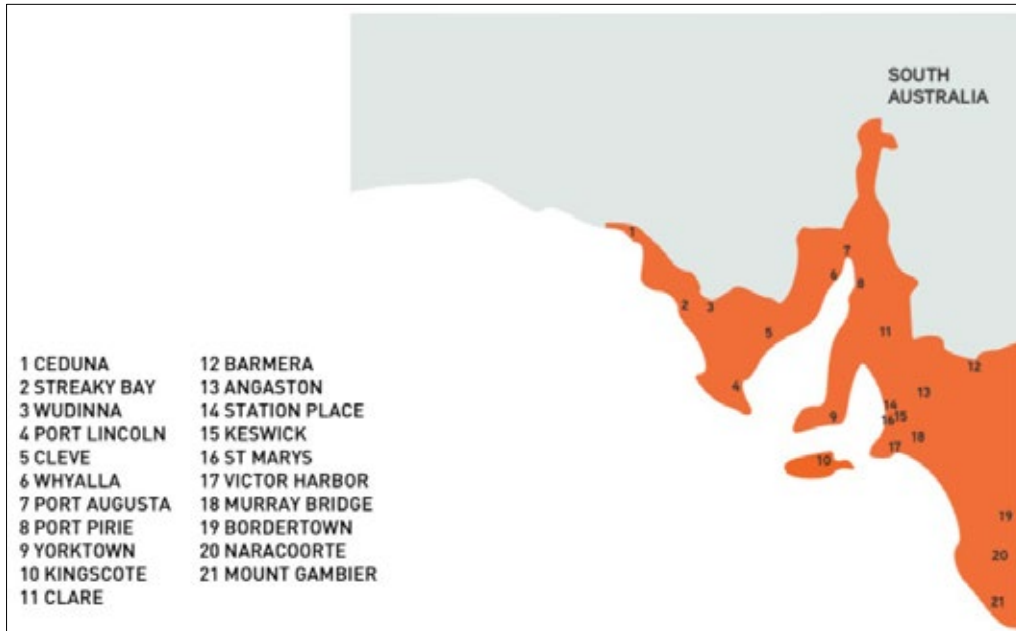 SOUTH
AUSTRALIA
1
2
3
4
5
6
7
8
9
10
11
12
13
14
15
16
17
18
19
20
21
1 CEDUNA
2 STREAKY BAY
3 WUDINNA
4 PORT LINCOLN
5 CLEVE
6 WHYALLA
7 PORT AUGUSTA
8 PORT PIRIE
9 YORKTOWN
10 KINGSCOTE
11 CLARE
12 BARMERA
13 ANGASTON
14 STATION PLACE
15 KESWICK
16 ST MARYS
17 VICTOR HARBOR
18 MURRAY BRIDGE
19 BORDERTOWN
20 NARACOORTE
21 MOUNT GAMBIER